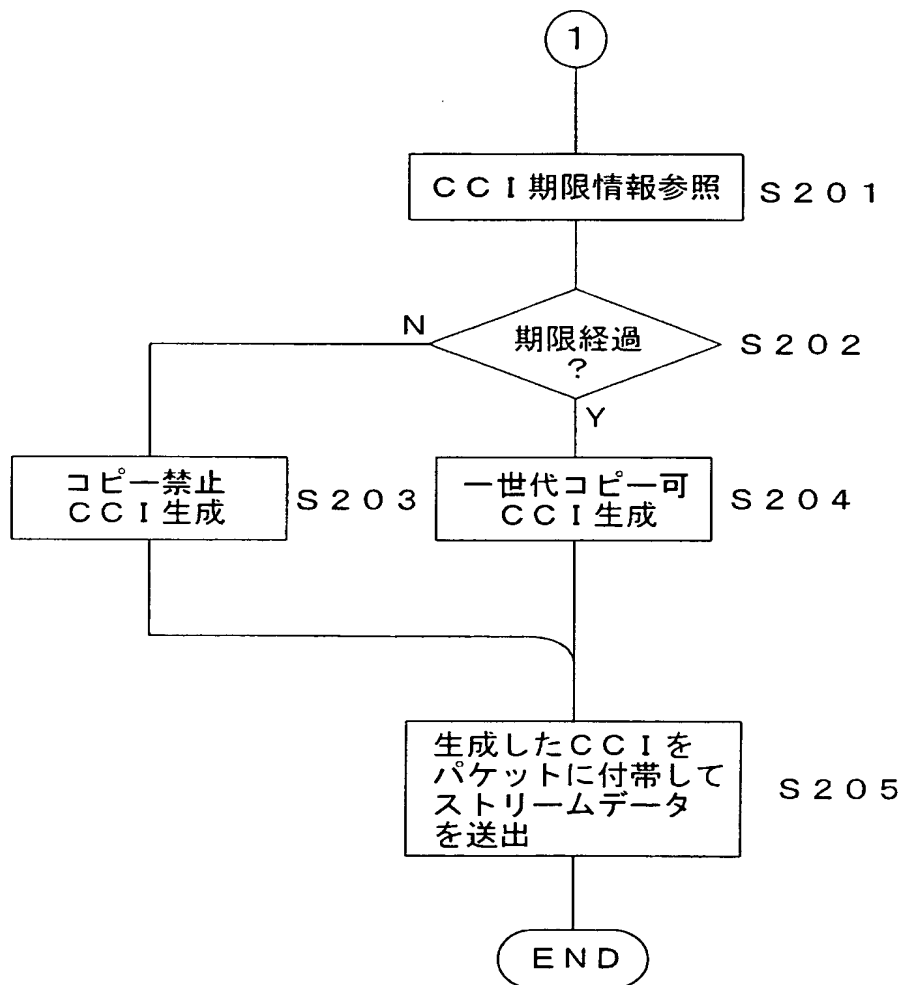 1
ＣＣＩ期限情報参照
Ｓ２０１
Ｎ
期限経過
？
Ｓ２０２
Ｙ
コピー禁止
ＣＣＩ生成
Ｓ２０３
一世代コピー可
ＣＣＩ生成
Ｓ２０４
生成したＣＣＩを
パケットに付帯して
ストリームデータ
を送出
Ｓ２０５
ＥＮＤ